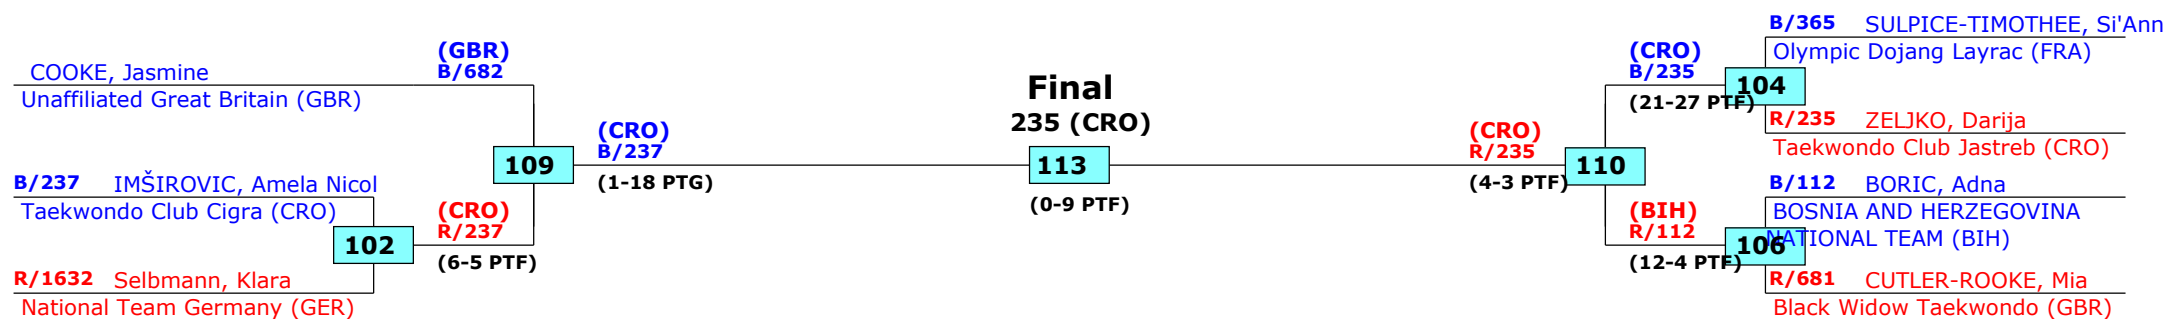 COOKE, Jasmine
Unaffiliated Great Britain (GBR)
(GBR)
B/682
B/237 IMŠIROVIC, Amela Nicol
Taekwondo Club Cigra (CRO)
102
R/1632 Selbmann, Klara
National Team Germany (GER)
(CRO)
R/237
(6-5 PTF)
109
(CRO)
B/237
(1-18 PTG)
Final
235 (CRO)
113
(0-9 PTF)
(CRO)
R/235
(4-3 PTF)
110
(CRO)
B/235
(21-27 PTF)
104
B/365 SULPICE-TIMOTHEE, Si'Ann
Olympic Dojang Layrac (FRA)
R/235 ZELJKO, Darija
Taekwondo Club Jastreb (CRO)
(BIH)
R/112
(12-4 PTF)
106
B/112 BORIC, Adna
BOSNIA AND HERZEGOVINA
NATIONAL TEAM (BIH)
R/681 CUTLER-ROOKE, Mia
Black Widow Taekwondo (GBR)